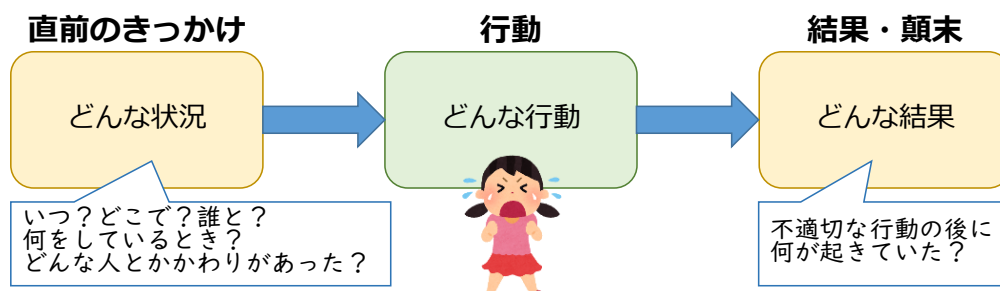 直前のきっかけ
行動
結果・顛末
どんな状況
どんな行動
どんな結果
いつ？どこで？誰と？
何をしているとき？
どんな人とかかわりがあった？
不適切な行動の後に
何が起きていた？